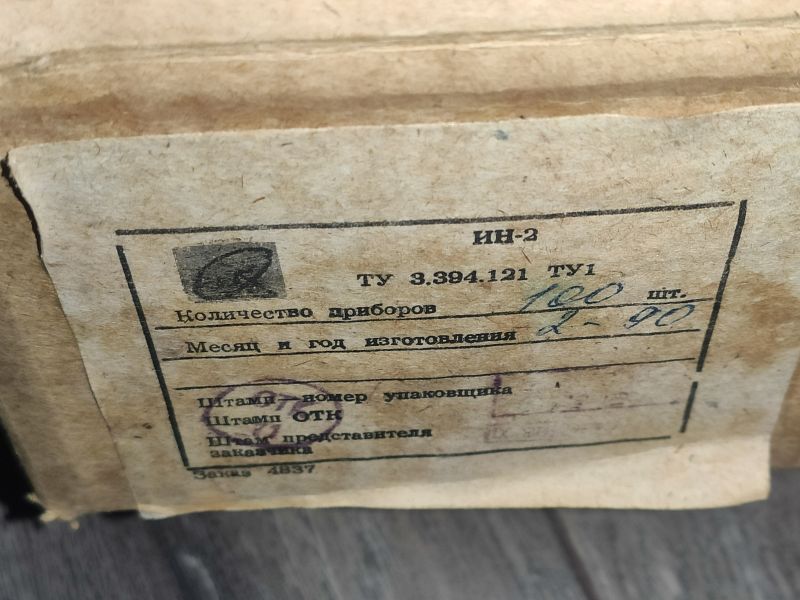 ИН-2
ТУ 3.394.121 ТУ1
Количество приборов 100 шт.
Месяц и год изготовления 2-90
Штамп-номер упаковщика
Штамп ОТК
Штамп представителя
заказчика
Заказ 4837